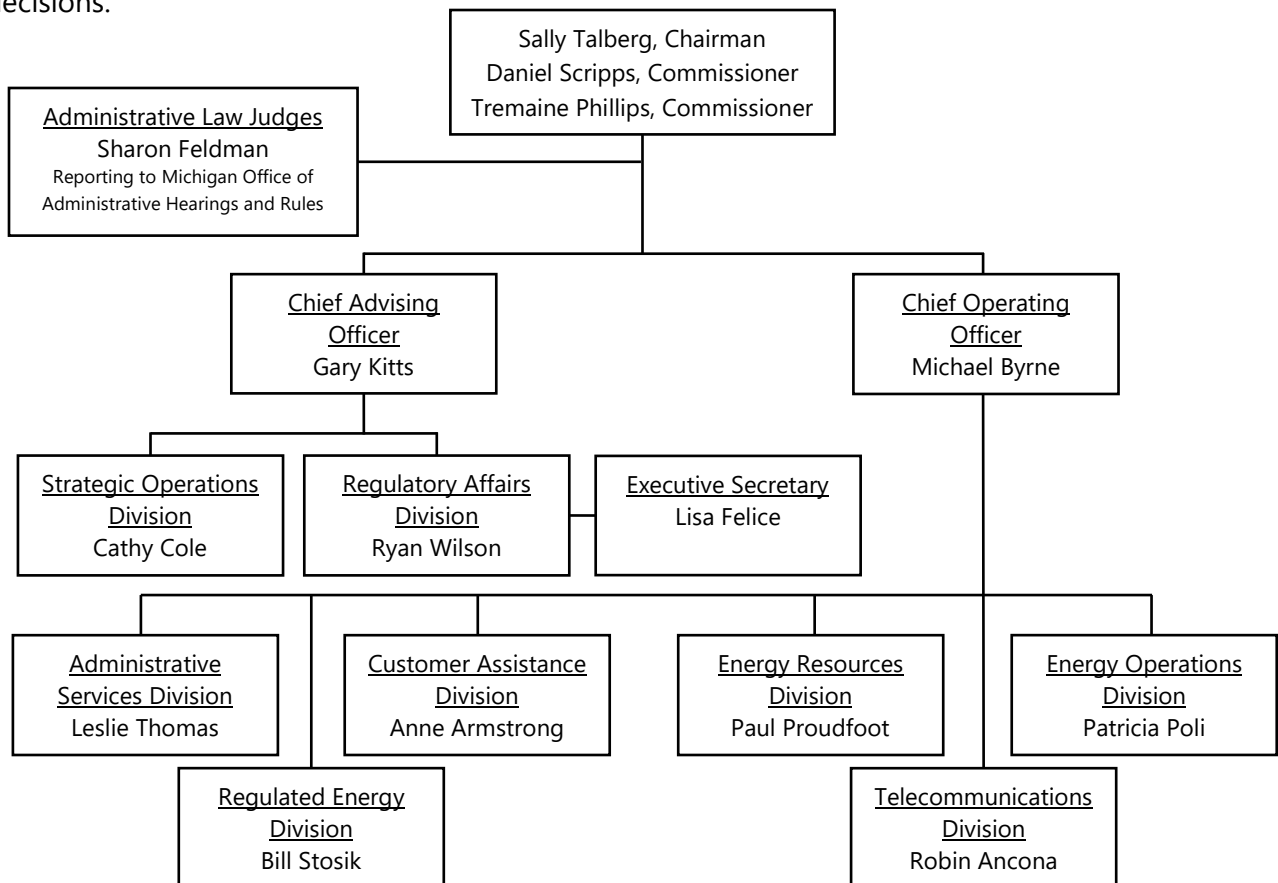 decisions.
Sally Talberg, Chairman
Daniel Scripps, Commissioner
Tremaine Phillips, Commissioner
Administrative Law Judges
Sharon Feldman
Reporting to Michigan Office of
Administrative Hearings and Rules
Chief Advising
Officer
Gary Kitts
Chief Operating
Officer
Michael Byrne
Strategic Operations
Division
Cathy Cole
Regulatory Affairs
Division
Ryan Wilson
Executive Secretary
Lisa Felice
Administrative
Services Division
Leslie Thomas
Customer Assistance
Division
Anne Armstrong
Energy Resources
Division
Paul Proudfoot
Energy Operations
Division
Patricia Poli
Regulated Energy
Division
Bill Stosik
Telecommunications
Division
Robin Ancona